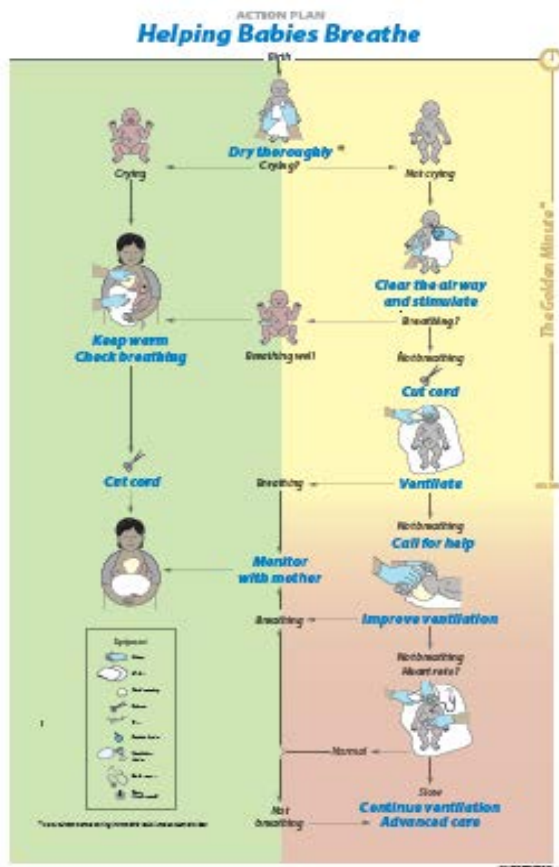 ACTION PLAN
Helping Babies Breathe
Birth
Dry thoroughly
Crying?
Crying
Not crying
Clear the airway
and stimulate
Breathing?
Keep warm
Check breathing
Breathing well
Not breathing
Cut cord
Cut cord
Ventilate
Breathing
The Golden Minute
Not breathing
Call for help
Monitor
with mother
Breathing
Improve ventilation
Not breathing
Heart rate?
Equipment
Normal
Slow
Not
breathing
Continue ventilation
Advanced care